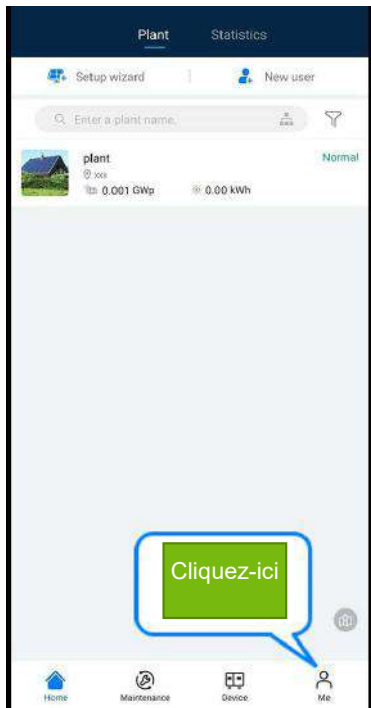 Plant Statistics
Setup wizard New user
Enter a plant name.
plant Normal
xxx
0.001 GWp 0.00 kWh
Cliquez-ici
Home Maintenance Device Me